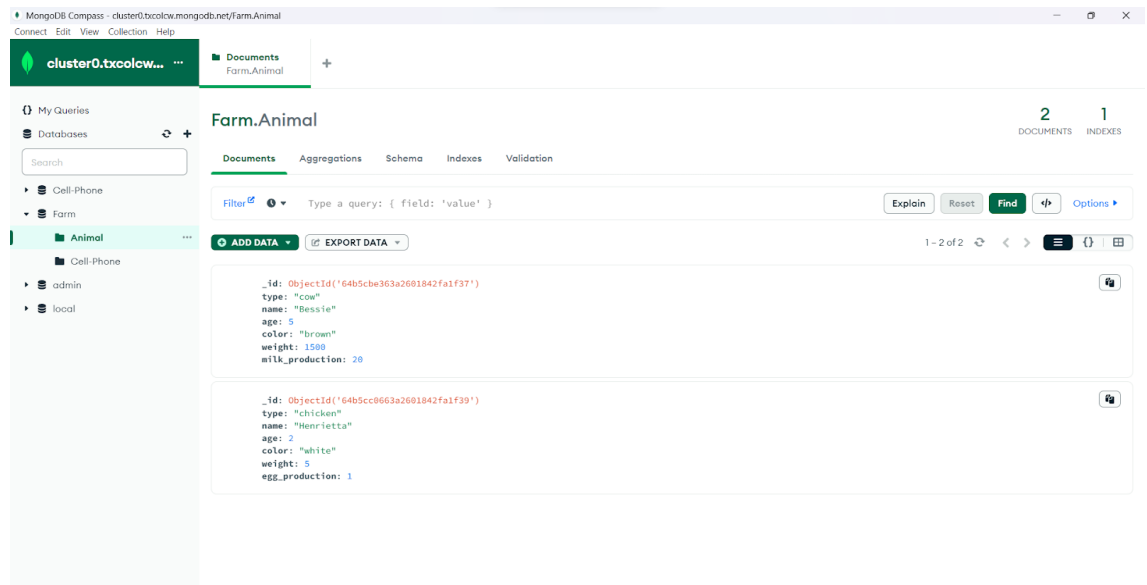 MongoDB Compass - cluster0.txcolcw.mongodb.net/Farm.Animal
Connect Edit View Collection Help
cluster0.txcolcw... ...
Documents
Farm.Animal
+
{} My Queries
Databases
+
Search
Cell-Phone
Farm
Animal
...
Cell-Phone
admin
local
Farm.Animal
2
DOCUMENTS
1
INDEXES
Documents Aggregations Schema Indexes Validation
Filter Type a query: { field: 'value' } Explain Reset Find </> Options
ADD DATA EXPORT DATA 1 – 2 of 2 < > {}
_id: ObjectId('64b5cbe363a2601842fa1f37')
type: "cow"
name: "Bessie"
age: 5
color: "brown"
weight: 1500
milk_production: 20
_id: ObjectId('64b5cc0663a2601842fa1f39')
type: "chicken"
name: "Henrietta"
age: 2
color: "white"
weight: 5
egg_production: 1